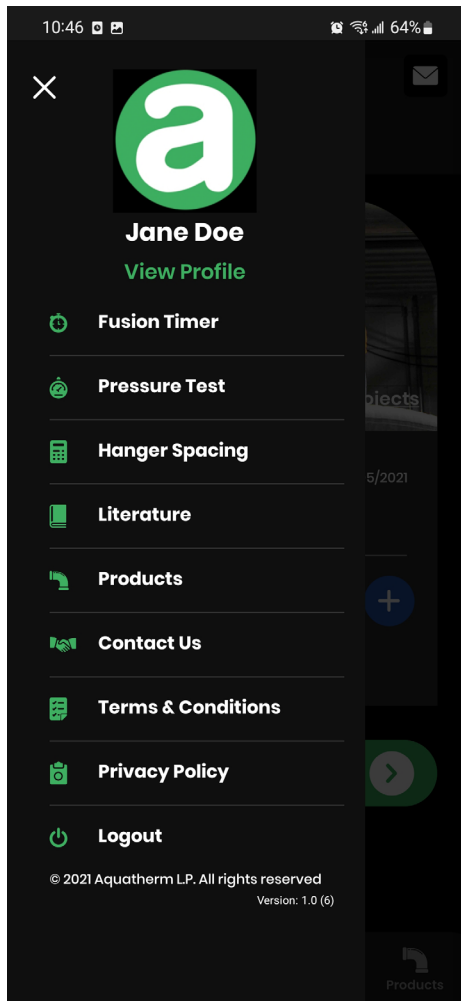 10:46
64%
a
Jane Doe
View Profile
Fusion Timer
Pressure Test
ojects
Hanger Spacing
5/2021
Literature
Products
Contact Us
Terms & Conditions
Privacy Policy
Logout
© 2021 Aquatherm L.P. All rights reserved
Version: 1.0 (6)
Products